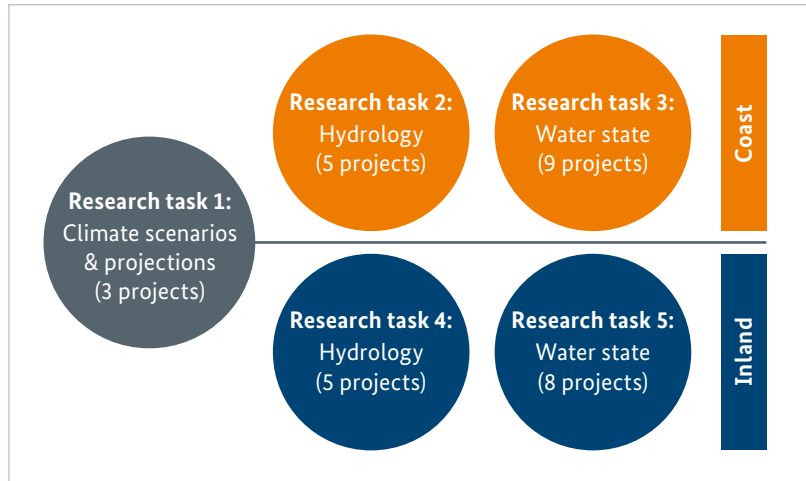 Research task 1:
Climate scenarios
& projections
(3 projects)
Research task 2:
Hydrology
(5 projects)
Research task 3:
Water state
(9 projects)
Coast
Research task 4:
Hydrology
(5 projects)
Research task 5:
Water state
(8 projects)
Inland